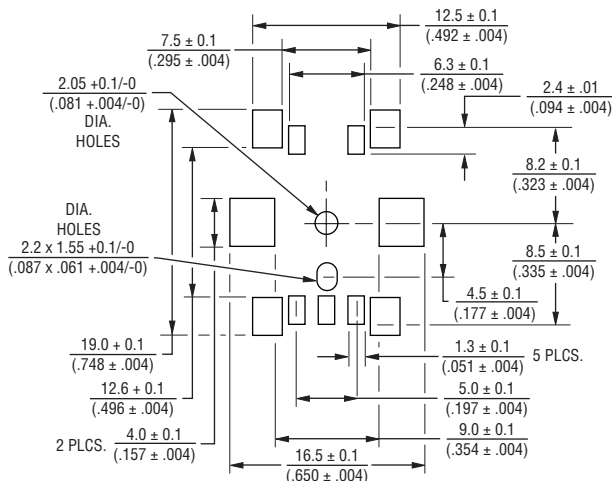 12.5 ± 0.1
(.492 ± .004)
7.5 ± 0.1
(.295 ± .004)
6.3 ± 0.1
(.248 ± .004)
2.05 +0.1/-0
(.081 +.004/-0)
DIA.
HOLES
2.4 ± .01
(.094 ± .004)
8.2 ± 0.1
(.323 ± .004)
DIA.
HOLES
2.2 x 1.55 +0.1/-0
(.087 x .061 +.004/-0)
8.5 ± 0.1
(.335 ± .004)
4.5 ± 0.1
(.177 ± .004)
19.0 + 0.1
(.748 ± .004)
1.3 ± 0.1
(.051 ± .004)
5 PLCS.
12.6 + 0.1
(.496 ± .004)
5.0 ± 0.1
(.197 ± .004)
2 PLCS.
4.0 ± 0.1
(.157 ± .004)
9.0 ± 0.1
(.354 ± .004)
16.5 ± 0.1
(.650 ± .004)